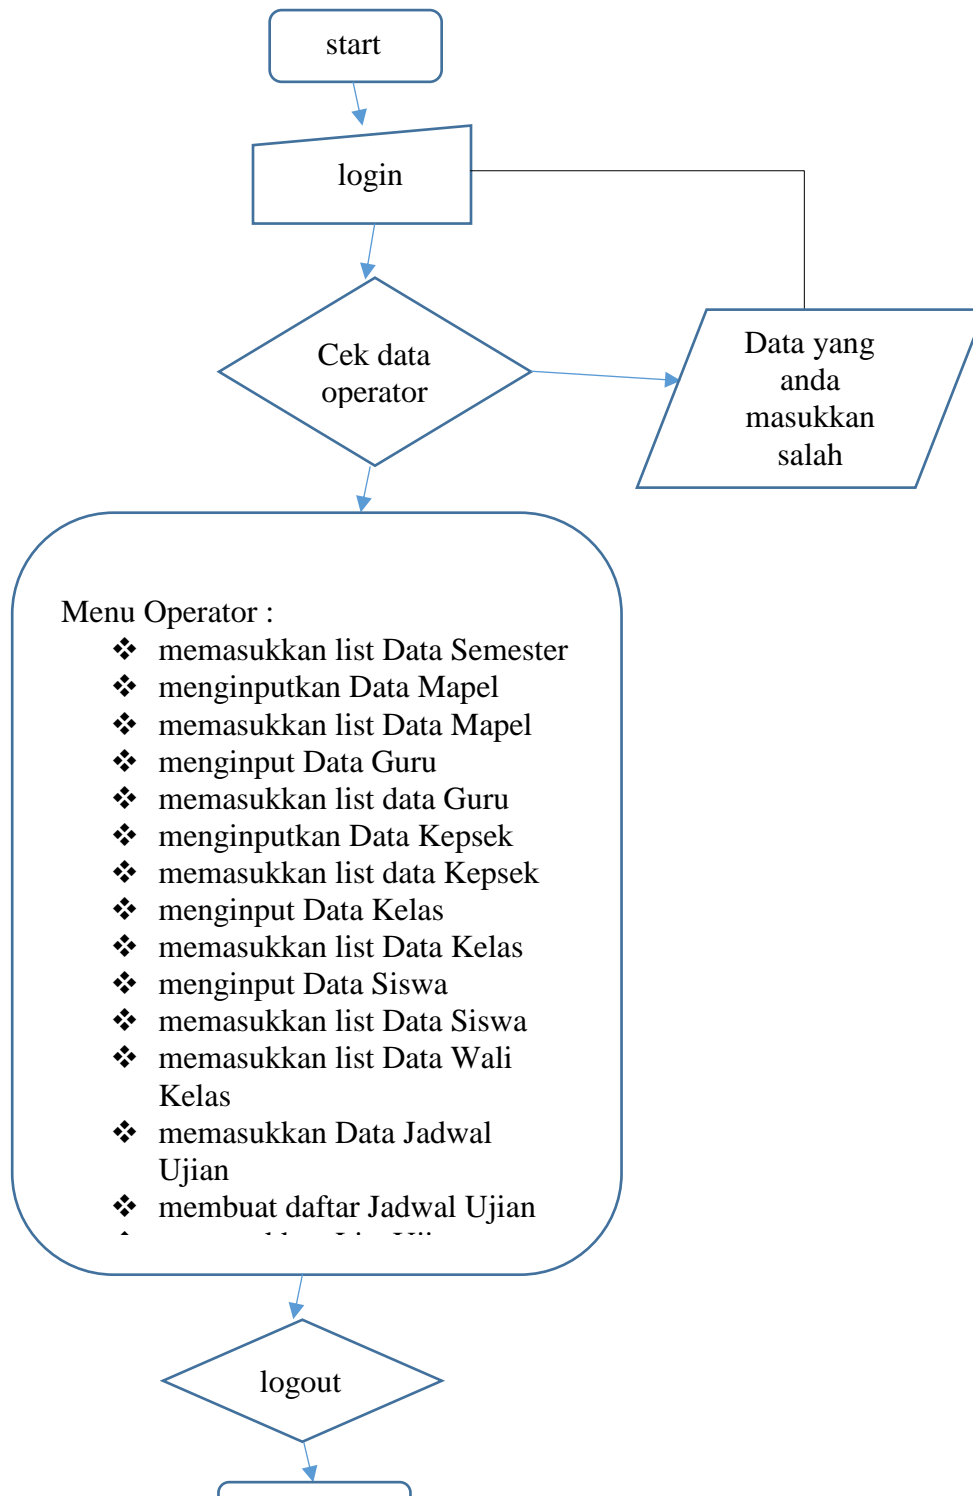 start
login
Cek data
operator
Data yang
anda
masukkan
salah
Menu Operator :
❖ memasukkan list Data Semester
❖ menginputkan Data Mapel
❖ memasukkan list Data Mapel
❖ menginput Data Guru
❖ memasukkan list data Guru
❖ menginputkan Data Kepsek
❖ memasukkan list data Kepsek
❖ menginput Data Kelas
❖ memasukkan list Data Kelas
❖ menginput Data Siswa
❖ memasukkan list Data Siswa
❖ memasukkan list Data Wali
Kelas
❖ memasukkan Data Jadwal
Ujian
❖ membuat daftar Jadwal Ujian
logout